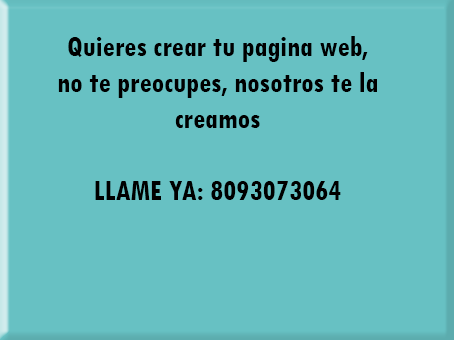 Quieres crear tu pagina web,
no te preocupes, nosotros te la
creamos
LLAME YA: 8093073064